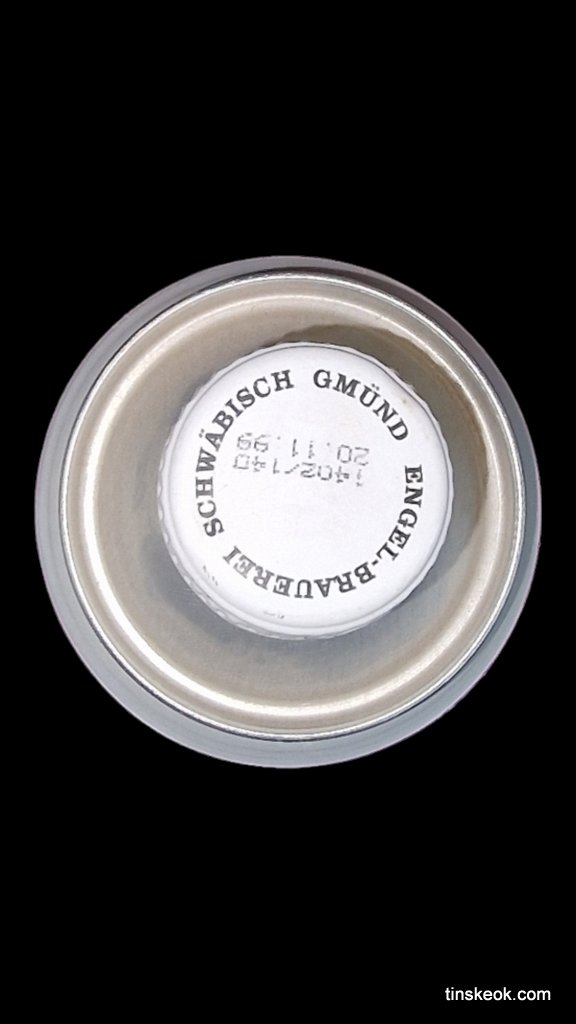 ENGEL-BRAUEREI SCHWÄBISCH GMÜND
20.11.99
1402/140
tinskeok.com